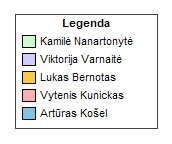 Legenda
Kamilė Nanartonytė
Viktorija Varnaitė
Lukas Bernotas
Vytenis Kunickas
Artūras Košel